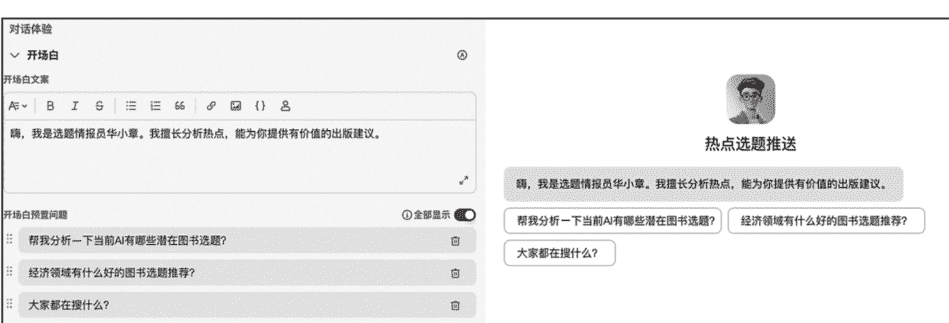 对话体验
开场白
开场白文案
嗨，我是选题情报员华小章。我擅长分析热点，能为你提供有价值的出版建议。
开场白预置问题
全部显示
帮我分析一下当前AI有哪些潜在图书选题?
经济领域有什么好的图书选题推荐?
大家都在搜什么?
热点选题推送
嗨，我是选题情报员华小章。我擅长分析热点，能为你提供有价值的出版建议。
帮我分析一下当前AI有哪些潜在图书选题?
经济领域有什么好的图书选题推荐?
大家都在搜什么?